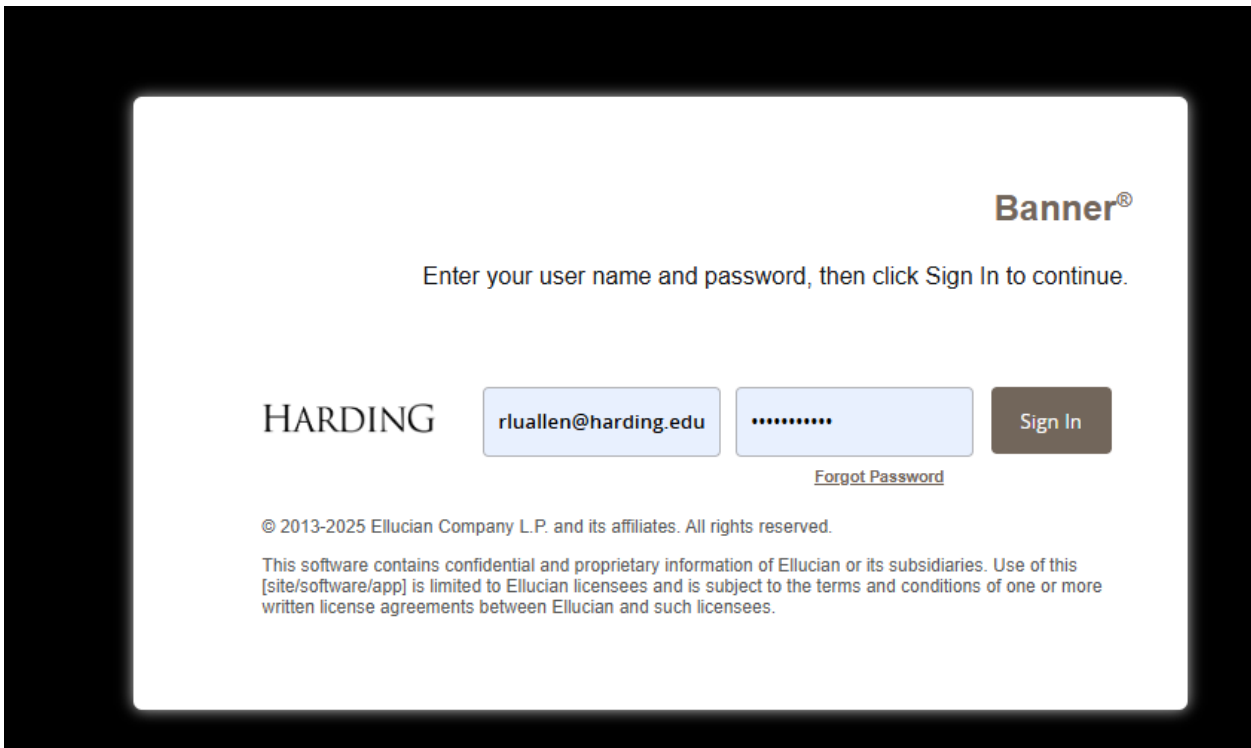 Banner®
Enter your user name and password, then click Sign In to continue.
HARDING
rluallen@harding.edu
•••••••••••
Sign In
Forgot Password
© 2013-2025 Ellucian Company L.P. and its affiliates. All rights reserved.
This software contains confidential and proprietary information of Ellucian or its subsidiaries. Use of this
[site/software/app] is limited to Ellucian licensees and is subject to the terms and conditions of one or more
written license agreements between Ellucian and such licensees.